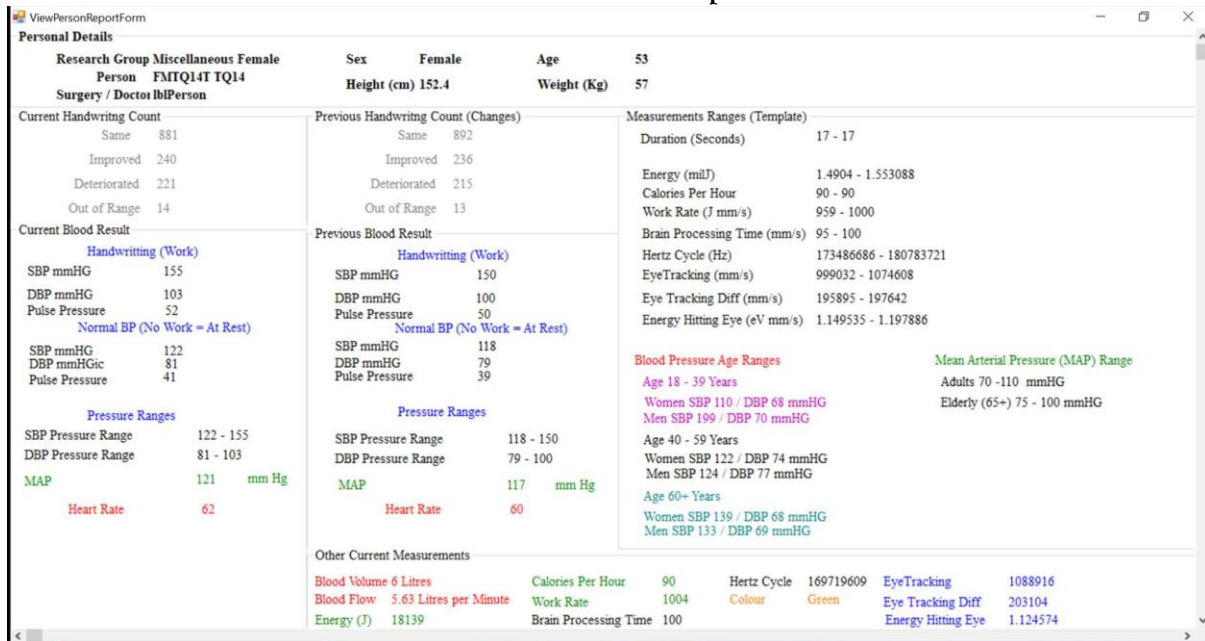 ViewPersonReportForm
Personal Details
Research Group Miscellaneous Female Sex Female Age 53
Person FMTQ14T TQ14 Height (cm) 152.4 Weight (Kg) 57
Surgery / Doctor lblPerson
Current Handwritng Count
Same 881
Improved 240
Deteriorated 221
Out of Range 14
Current Blood Result
Handwritting (Work)
SBP mmHG 155
DBP mmHG 103
Pulse Pressure 52
Normal BP (No Work = At Rest)
SBP mmHG 122
DBP mmHGic 81
Pulse Pressure 41
Pressure Ranges
SBP Pressure Range 122 - 155
DBP Pressure Range 81 - 103
MAP 121 mm Hg
Heart Rate 62
Previous Handwritng Count (Changes)
Same 892
Improved 236
Deteriorated 215
Out of Range 13
Previous Blood Result
Handwritting (Work)
SBP mmHG 150
DBP mmHG 100
Pulse Pressure 50
Normal BP (No Work = At Rest)
SBP mmHG 118
DBP mmHG 79
Pulse Pressure 39
Pressure Ranges
SBP Pressure Range 118 - 150
DBP Pressure Range 79 - 100
MAP 117 mm Hg
Heart Rate 60
Measurements Ranges (Template)
Duration (Seconds) 17 - 17
Energy (milJ) 1.4904 - 1.553088
Calories Per Hour 90 - 90
Work Rate (J mm/s) 959 - 1000
Brain Processing Time (mm/s) 95 - 100
Hertz Cycle (Hz) 173486686 - 180783721
EyeTracking (mm/s) 999032 - 1074608
Eye Tracking Diff (mm/s) 195895 - 197642
Energy Hitting Eye (eV mm/s) 1.149535 - 1.197886
Blood Pressure Age Ranges
Age 18 - 39 Years
Women SBP 110 / DBP 68 mmHG
Men SBP 199 / DBP 70 mmHG
Age 40 - 59 Years
Women SBP 122 / DBP 74 mmHG
Men SBP 124 / DBP 77 mmHG
Age 60+ Years
Women SBP 139 / DBP 68 mmHG
Men SBP 133 / DBP 69 mmHG
Mean Arterial Pressure (MAP) Range
Adults 70 -110 mmHG
Elderly (65+) 75 - 100 mmHG
Other Current Measurements
Blood Volume 6 Litres Calories Per Hour 90 Hertz Cycle 169719609 EyeTracking 1088916
Blood Flow 5.63 Litres per Minute Work Rate 1004 Colour Green Eye Tracking Diff 203104
Energy (J) 18139 Brain Processing Time 100 Energy Hitting Eye 1.124574